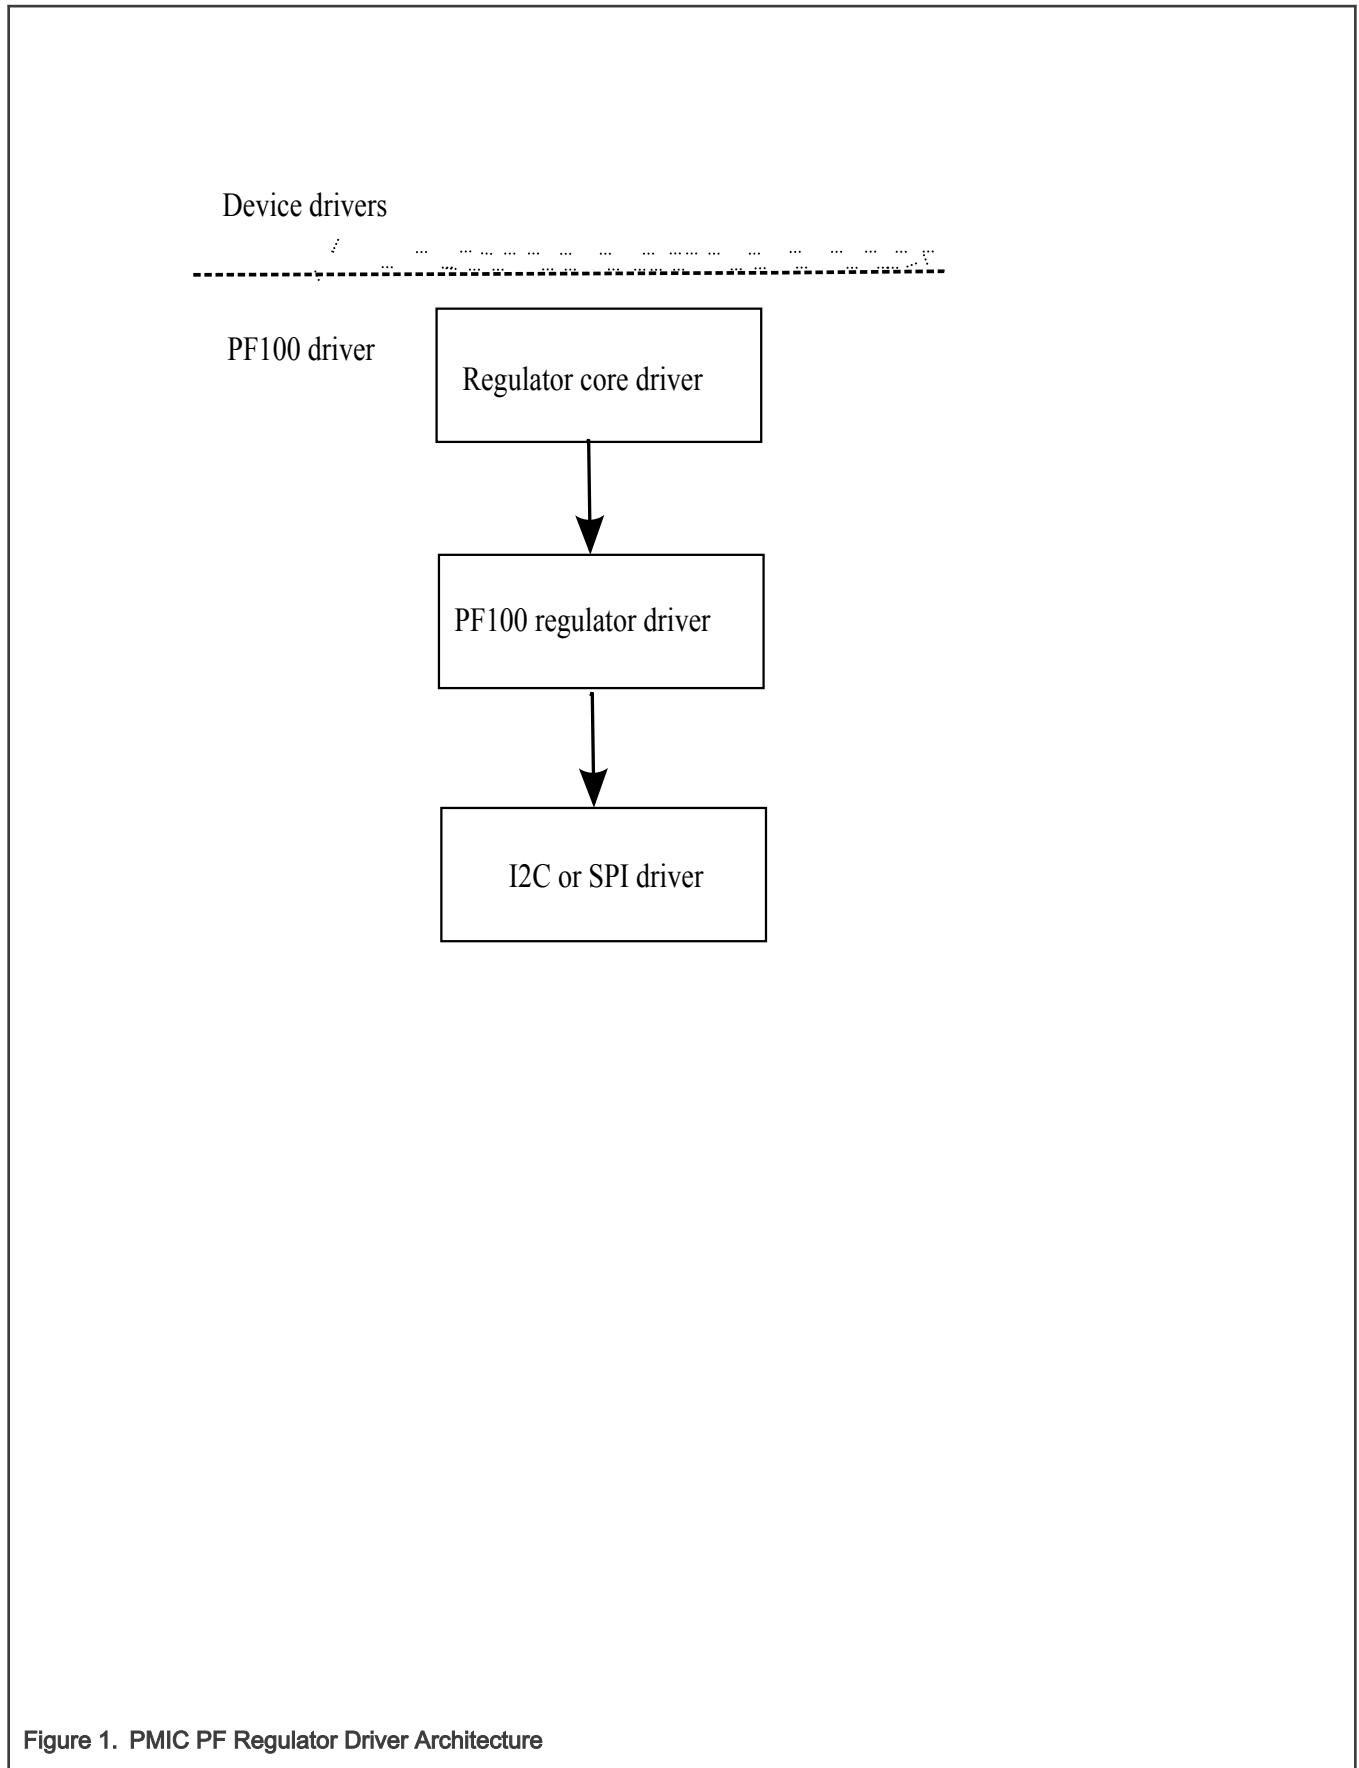 Device drivers
PF100 driver
Regulator core driver
PF100 regulator driver
I2C or SPI driver
Figure 1. PMIC PF Regulator Driver Architecture